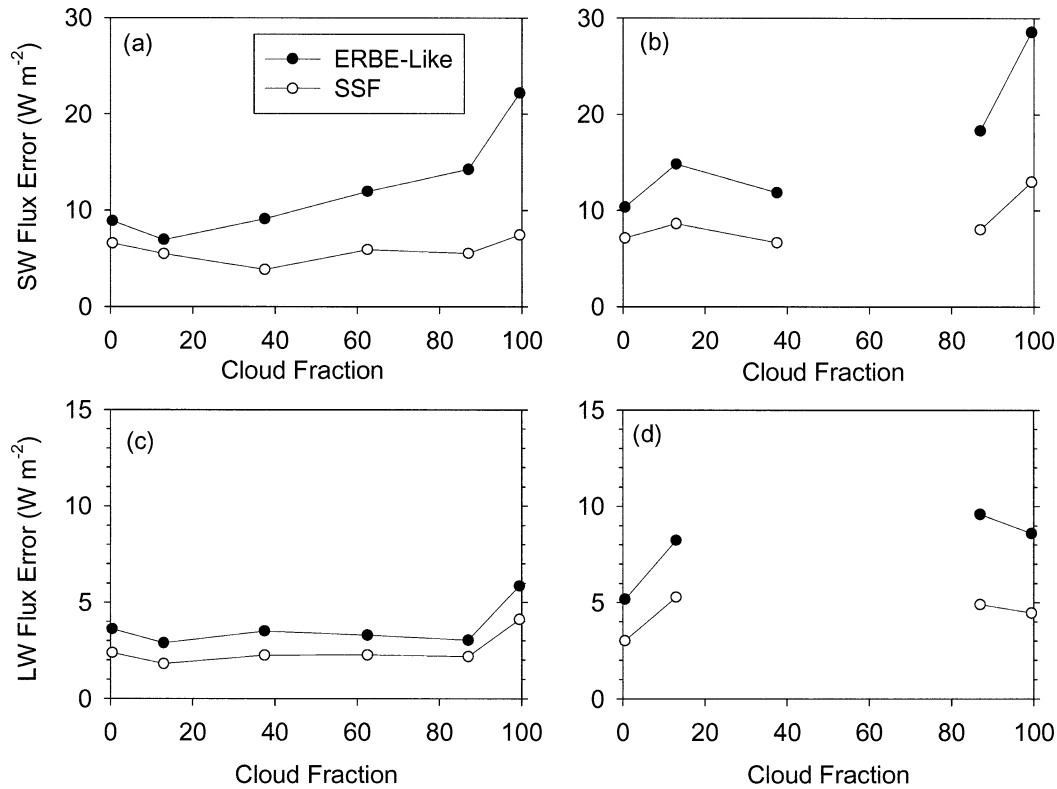 30
20
10
0
SW Flux Error (W m-2)
(a)
ERBE-Like
SSF
0 20 40 60 80 100
Cloud Fraction
30
20
10
0
(b)
0 20 40 60 80 100
Cloud Fraction
15
10
5
0
LW Flux Error (W m-2)
(c)
0 20 40 60 80 100
Cloud Fraction
15
10
5
0
(d)
0 20 40 60 80 100
Cloud Fraction